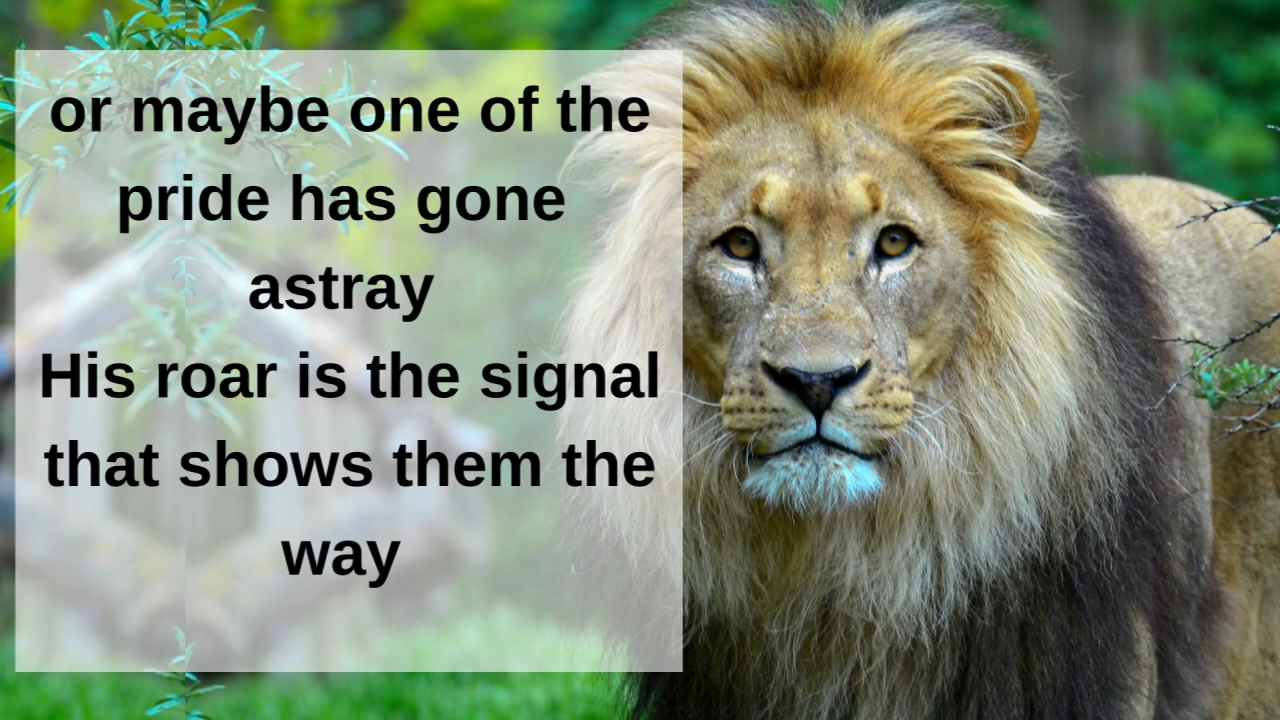 or maybe one of the
pride has gone
astray
His roar is the signal
that shows them the
way